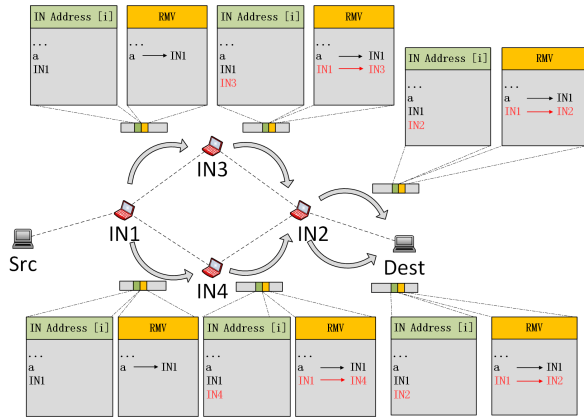 IN Address [i]
...
a
IN1
RMV
...
a → IN1
IN Address [i]
...
a
IN1
IN3
RMV
...
a → IN1
IN1 → IN3
IN Address [i]
...
a
IN1
IN2
RMV
...
a → IN1
IN1 → IN2
IN3
IN1
IN2
Src
IN4
Dest
IN Address [i]
...
a
IN1
RMV
...
a → IN1
IN Address [i]
...
a
IN1
IN4
RMV
...
a → IN1
IN1 → IN4
IN Address [i]
...
a
IN1
IN2
RMV
...
a → IN1
IN1 → IN2